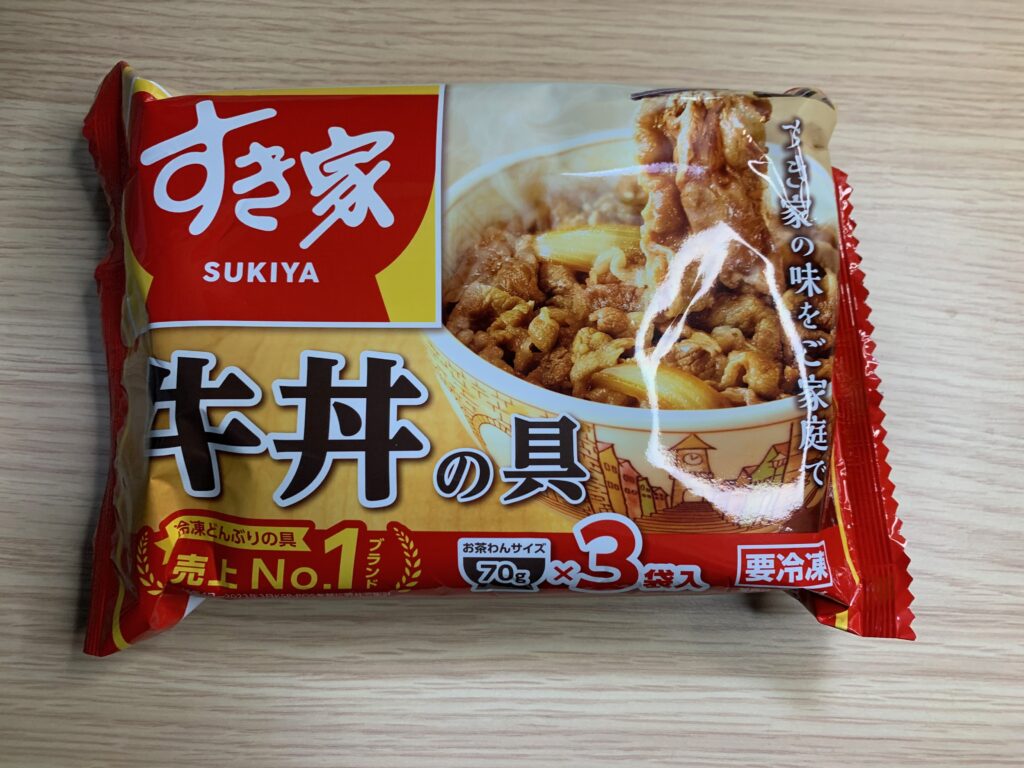 すき家
SUKIYA
すき家の味をご家庭で
牛丼の具
冷凍どんぶりの具
売上No.1
ブランド
お茶わんサイズ
70g
×3袋入
要冷凍